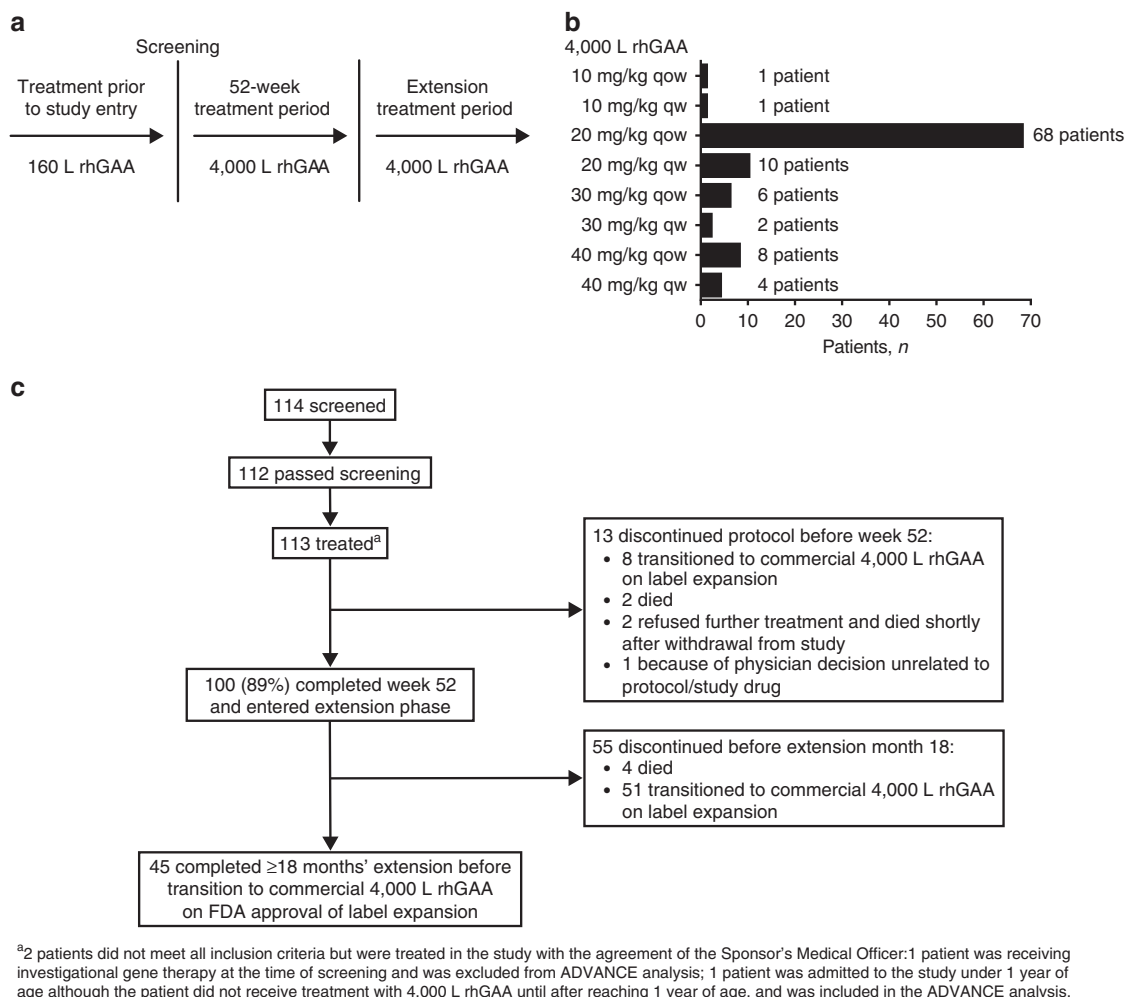 a
Screening
Treatment prior
to study entry
160 L rhGAA
52-week
treatment period
4,000 L rhGAA
Extension
treatment period
4,000 L rhGAA
b
4,000 L rhGAA
10 mg/kg qow 1 patient
10 mg/kg qw 1 patient
20 mg/kg qow 68 patients
20 mg/kg qw 10 patients
30 mg/kg qow 6 patients
30 mg/kg qw 2 patients
40 mg/kg qow 8 patients
40 mg/kg qw 4 patients
0 10 20 30 40 50 60 70
Patients, n
c
114 screened
112 passed screening
113 treatedᵃ
13 discontinued protocol before week 52:
• 8 transitioned to commercial 4,000 L rhGAA
on label expansion
• 2 died
• 2 refused further treatment and died shortly
after withdrawal from study
• 1 because of physician decision unrelated to
protocol/study drug
100 (89%) completed week 52
and entered extension phase
55 discontinued before extension month 18:
• 4 died
• 51 transitioned to commercial 4,000 L rhGAA
on label expansion
45 completed ≥18 months’ extension before
transition to commercial 4,000 L rhGAA
on FDA approval of label expansion
ᵃ2 patients did not meet all inclusion criteria but were treated in the study with the agreement of the Sponsor’s Medical Officer:1 patient was receiving
investigational gene therapy at the time of screening and was excluded from ADVANCE analysis; 1 patient was admitted to the study under 1 year of
age although the patient did not receive treatment with 4,000 L rhGAA until after reaching 1 year of age, and was included in the ADVANCE analysis.